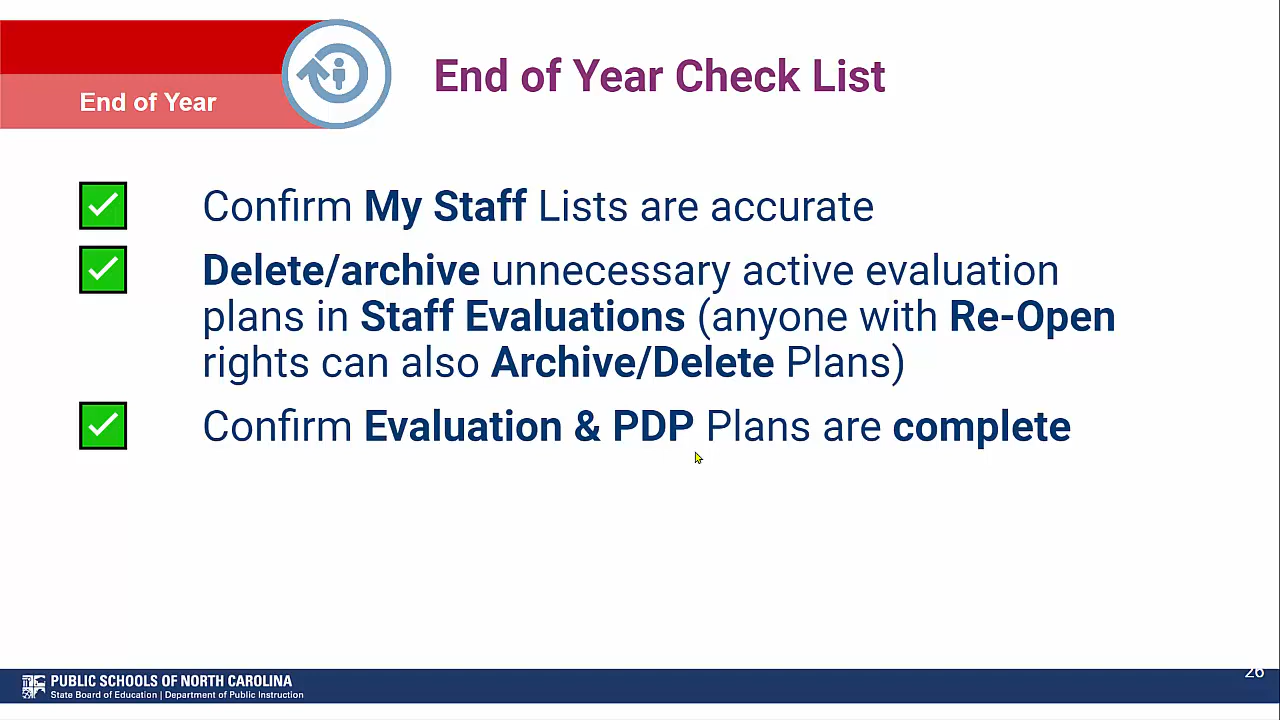 End of Year
End of Year Check List
Confirm My Staff Lists are accurate
Delete/archive unnecessary active evaluation
plans in Staff Evaluations (anyone with Re-Open
rights can also Archive/Delete Plans)
Confirm Evaluation & PDP Plans are complete
PUBLIC SCHOOLS OF NORTH CAROLINA
State Board of Education | Department of Public Instruction
26